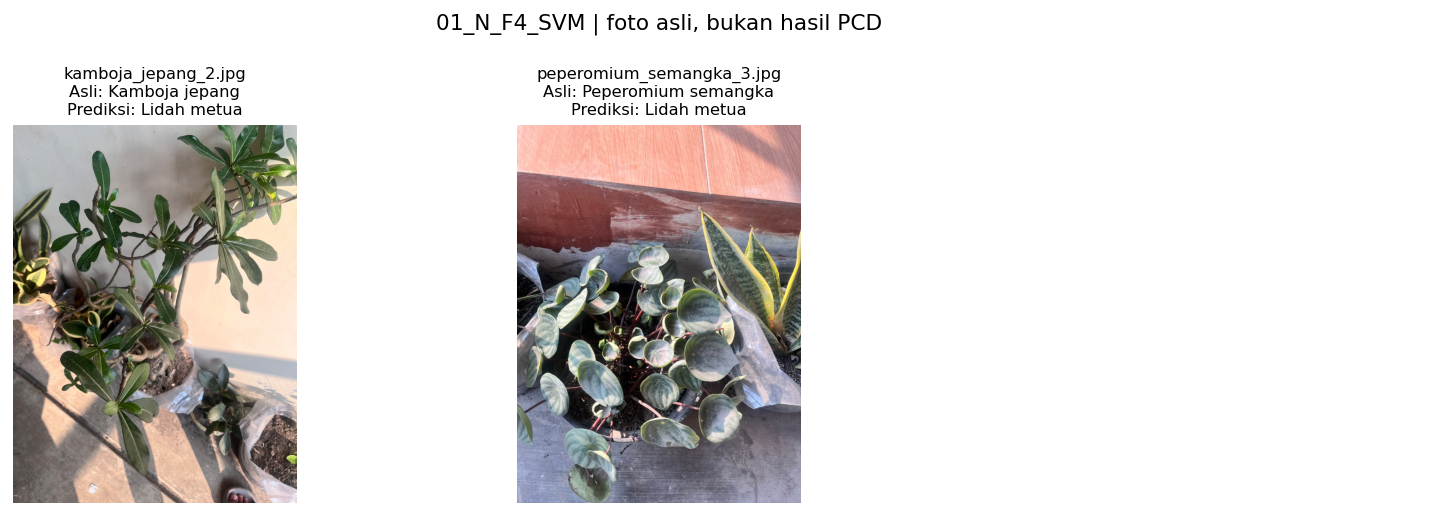 01_N_F4_SVM | foto asli, bukan hasil PCD
kamboja_jepang_2.jpg
Asli: Kamboja jepang
Prediksi: Lidah metua
peperomium_semangka_3.jpg
Asli: Peperomium semangka
Prediksi: Lidah metua